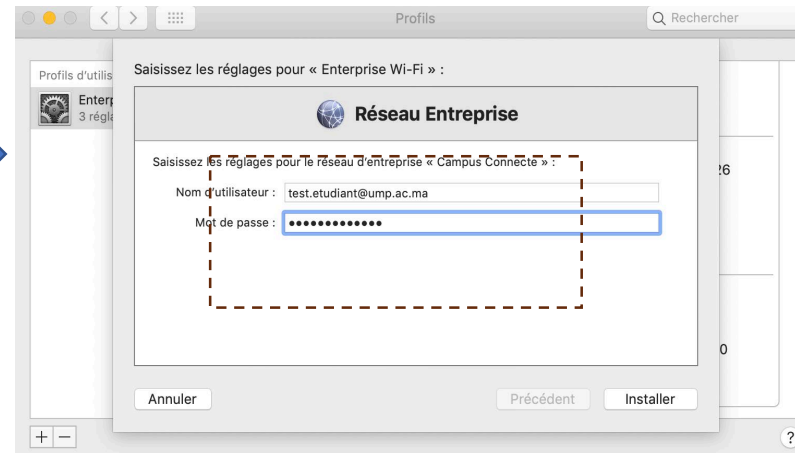 Profils
Rechercher
Profils d'utilis
Enterp
3 régla
Saisissez les réglages pour « Enterprise Wi-Fi » :
Réseau Entreprise
Saisissez les réglages pour le réseau d'entreprise « Campus Connecte » :
Nom d'utilisateur : test.etudiant@ump.ac.ma
Mot de passe : •••••••••••••
26
0
Annuler
Précédent
Installer
+ −
?